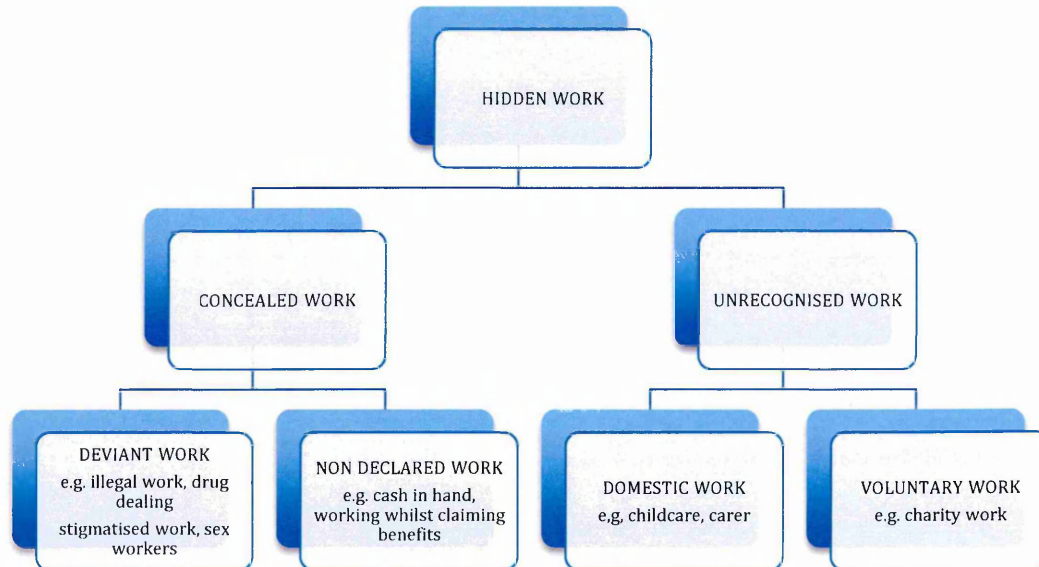 HIDDEN WORK
CONCEALED WORK
UNRECOGNISED WORK
DEVIANT WORK
e.g. illegal work, drug
dealing
stigmatised work, sex
workers
NON DECLARED WORK
e.g. cash in hand,
working whilst claiming
benefits
DOMESTIC WORK
e,g, childcare, carer
VOLUNTARY WORK
e.g. charity work